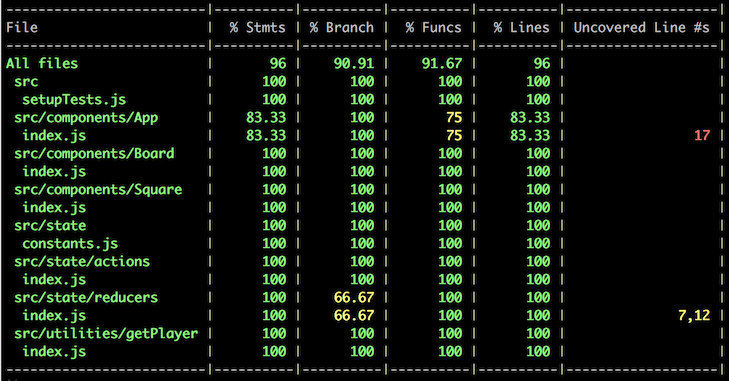 -------------------------|----------|----------|----------|----------|-------------------|
File                     |  % Stmts | % Branch |  % Funcs |  % Lines | Uncovered Line #s |
-------------------------|----------|----------|----------|----------|-------------------|
All files                |       96 |    90.91 |    91.67 |       96 |                   |
 src                     |      100 |      100 |      100 |      100 |                   |
  setupTests.js          |      100 |      100 |      100 |      100 |                   |
 src/components/App      |    83.33 |      100 |       75 |    83.33 |                   |
  index.js               |    83.33 |      100 |       75 |    83.33 |                17 |
 src/components/Board    |      100 |      100 |      100 |      100 |                   |
  index.js               |      100 |      100 |      100 |      100 |                   |
 src/components/Square   |      100 |      100 |      100 |      100 |                   |
  index.js               |      100 |      100 |      100 |      100 |                   |
 src/state               |      100 |      100 |      100 |      100 |                   |
  constants.js           |      100 |      100 |      100 |      100 |                   |
 src/state/actions       |      100 |      100 |      100 |      100 |                   |
  index.js               |      100 |      100 |      100 |      100 |                   |
 src/state/reducers      |      100 |    66.67 |      100 |      100 |                   |
  index.js               |      100 |    66.67 |      100 |      100 |              7,12 |
 src/utilities/getPlayer |      100 |      100 |      100 |      100 |                   |
  index.js               |      100 |      100 |      100 |      100 |                   |
-------------------------|----------|----------|----------|----------|-------------------|